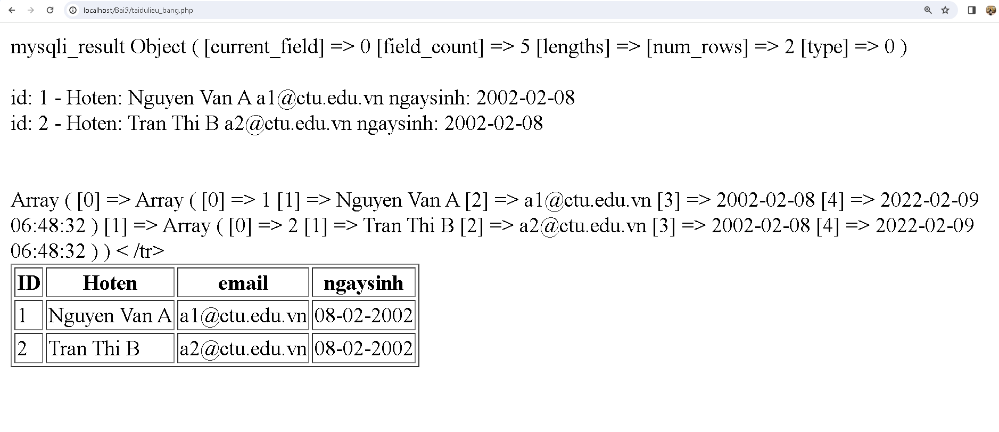 localhost/Bai3/taidulieu_bang.php
mysqli_result Object ( [current_field] => 0 [field_count] => 5 [lengths] => [num_rows] => 2 [type] => 0 )
id: 1 - Hoten: Nguyen Van A a1@ctu.edu.vn ngaysinh: 2002-02-08
id: 2 - Hoten: Tran Thi B a2@ctu.edu.vn ngaysinh: 2002-02-08
Array ( [0] => Array ( [0] => 1 [1] => Nguyen Van A [2] => a1@ctu.edu.vn [3] => 2002-02-08 [4] => 2022-02-09
06:48:32 ) [1] => Array ( [0] => 2 [1] => Tran Thi B [2] => a2@ctu.edu.vn [3] => 2002-02-08 [4] => 2022-02-09
06:48:32 ) ) < /tr>
ID Hoten email ngaysinh
1 Nguyen Van A a1@ctu.edu.vn 08-02-2002
2 Tran Thi B a2@ctu.edu.vn 08-02-2002